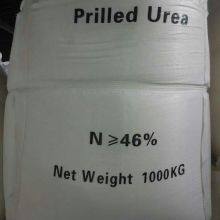 Prilled Urea
N ≥46%
Net Weight 1000KG